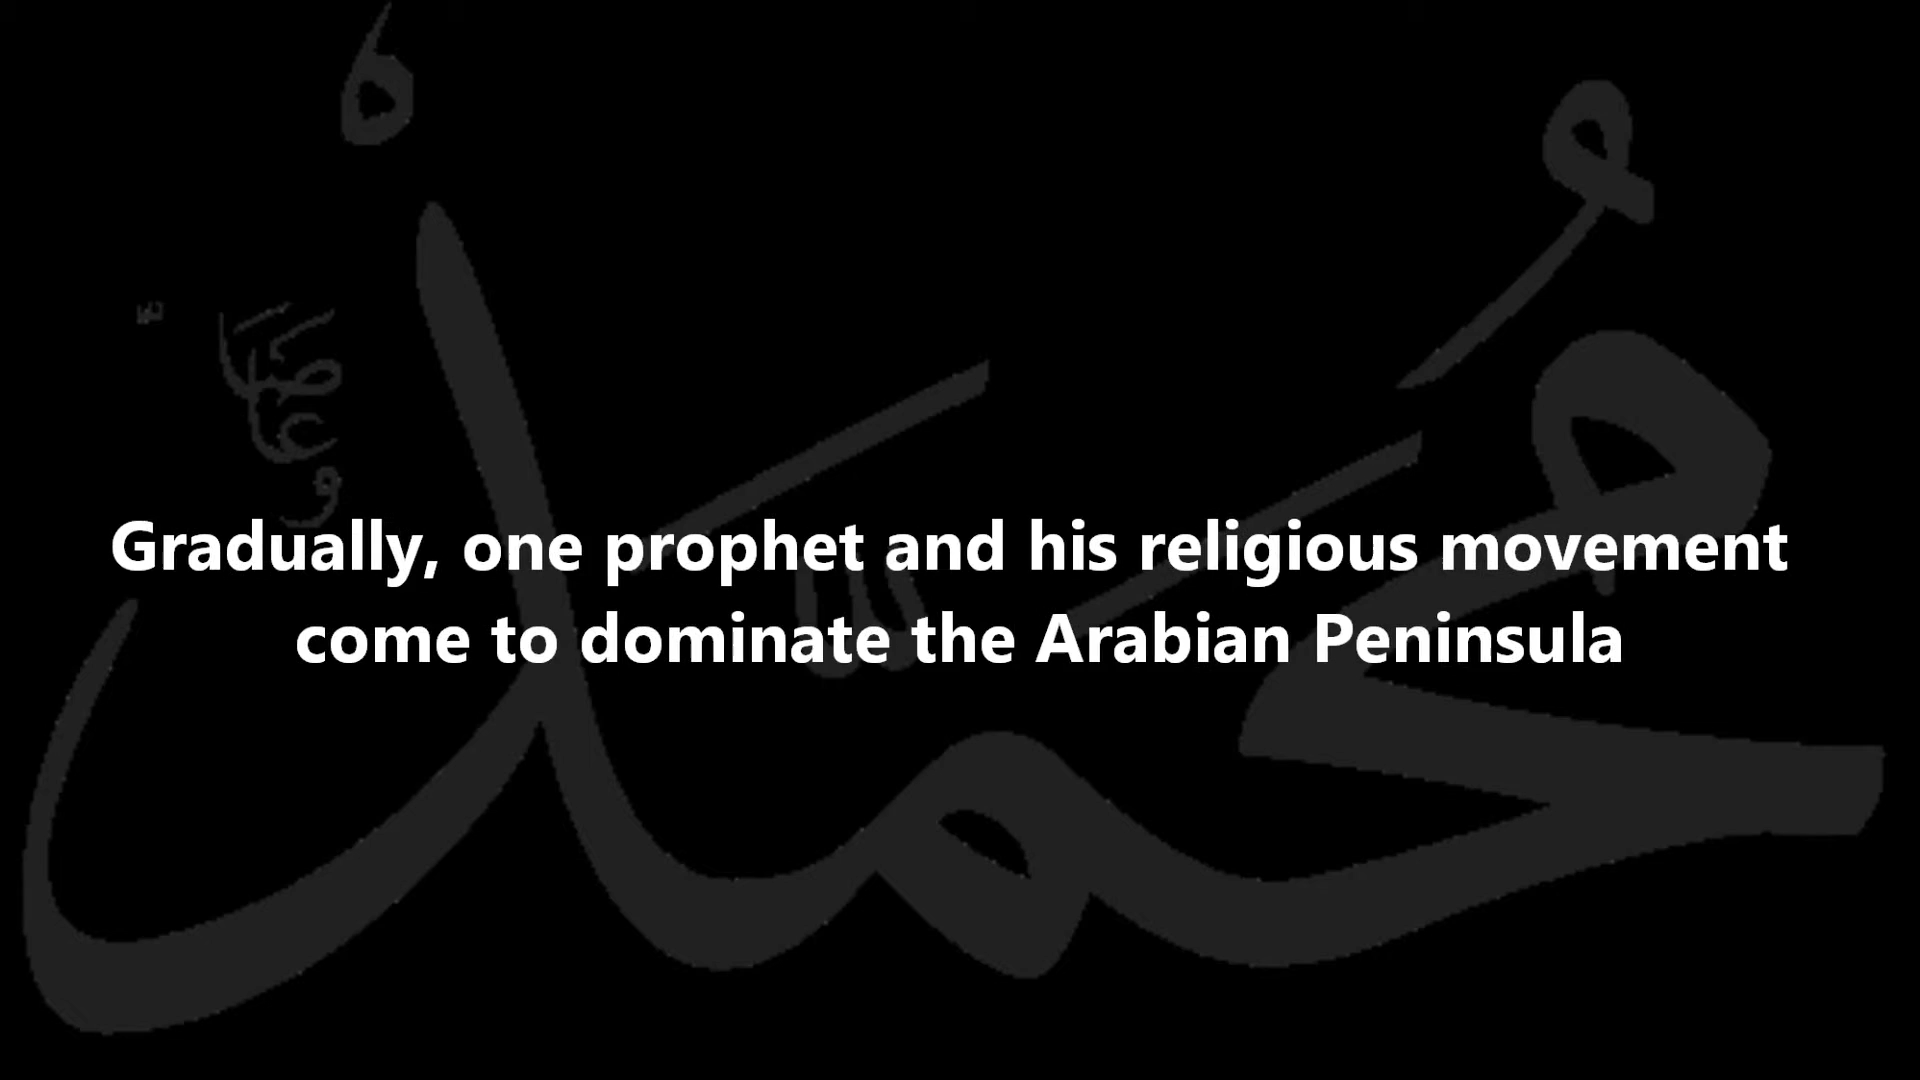 محمد
Gradually, one prophet and his religious movement
come to dominate the Arabian Peninsula